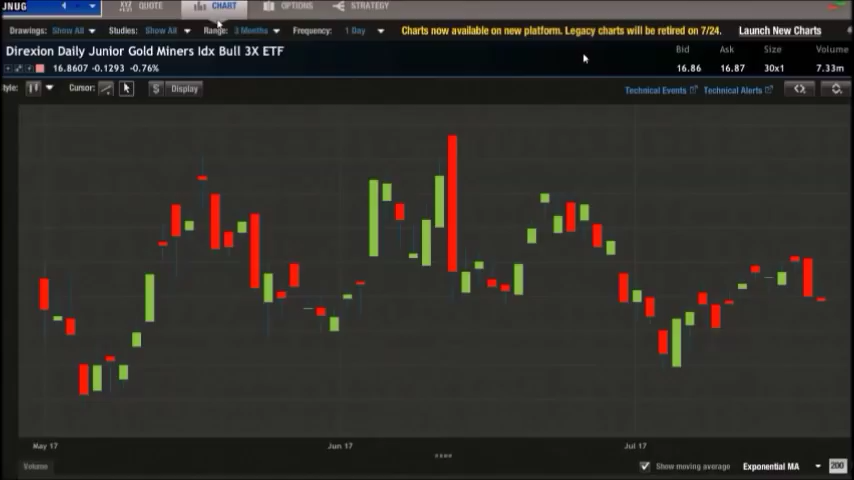 JNUG QUOTE CHART OPTIONS STRATEGY
Drawings: Show All Studies: Show All Range: 3 Months Frequency: 1 Day Charts now available on new platform. Legacy charts will be retired on 7/24. Launch New Charts
Direxion Daily Junior Gold Miners Idx Bull 3X ETF Bid Ask Size Volume
16.8607 -0.1293 -0.76% 16.86 16.87 30x1 7.33m
tyle: Cursor: $ Display Technical Events Technical Alerts
May 17 Jun 17 Jul 17
Volume Show moving average Exponential MA 200